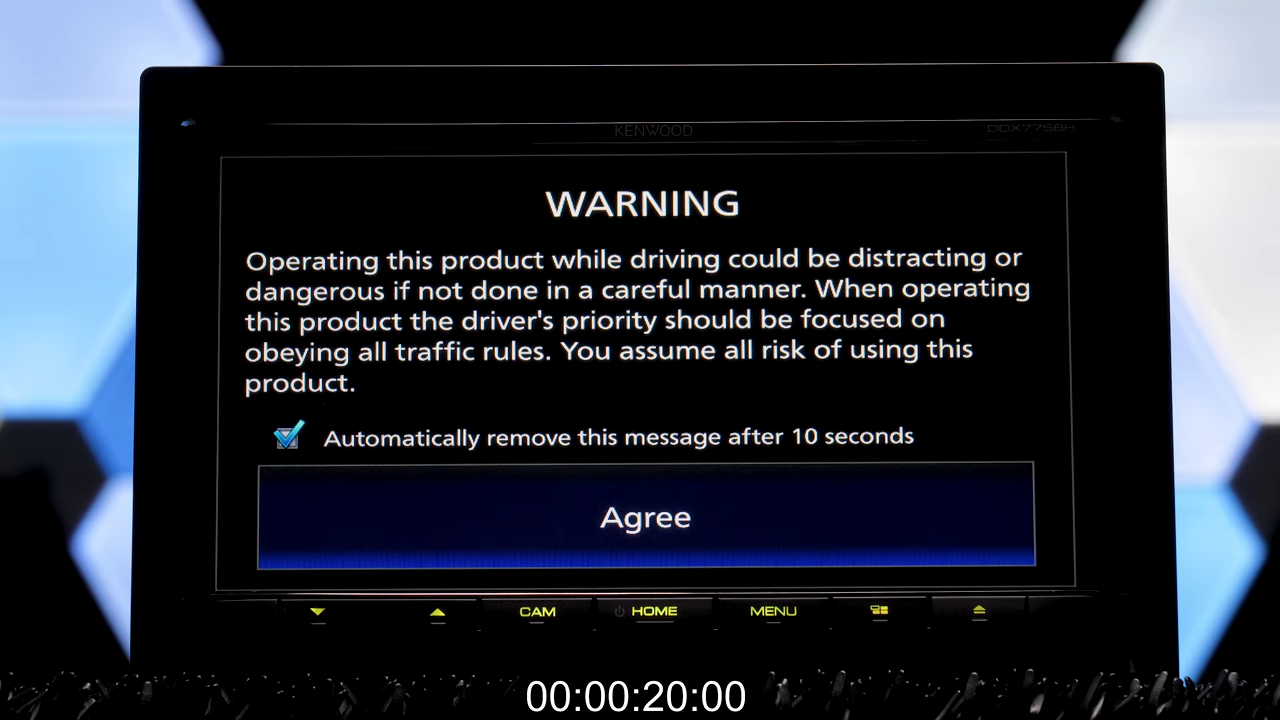 KENWOOD
DDX775BH
WARNING
Operating this product while driving could be distracting or
dangerous if not done in a careful manner. When operating
this product the driver's priority should be focused on
obeying all traffic rules. You assume all risk of using this
product.
Automatically remove this message after 10 seconds
Agree
CAM HOME MENU
00:00:20:00